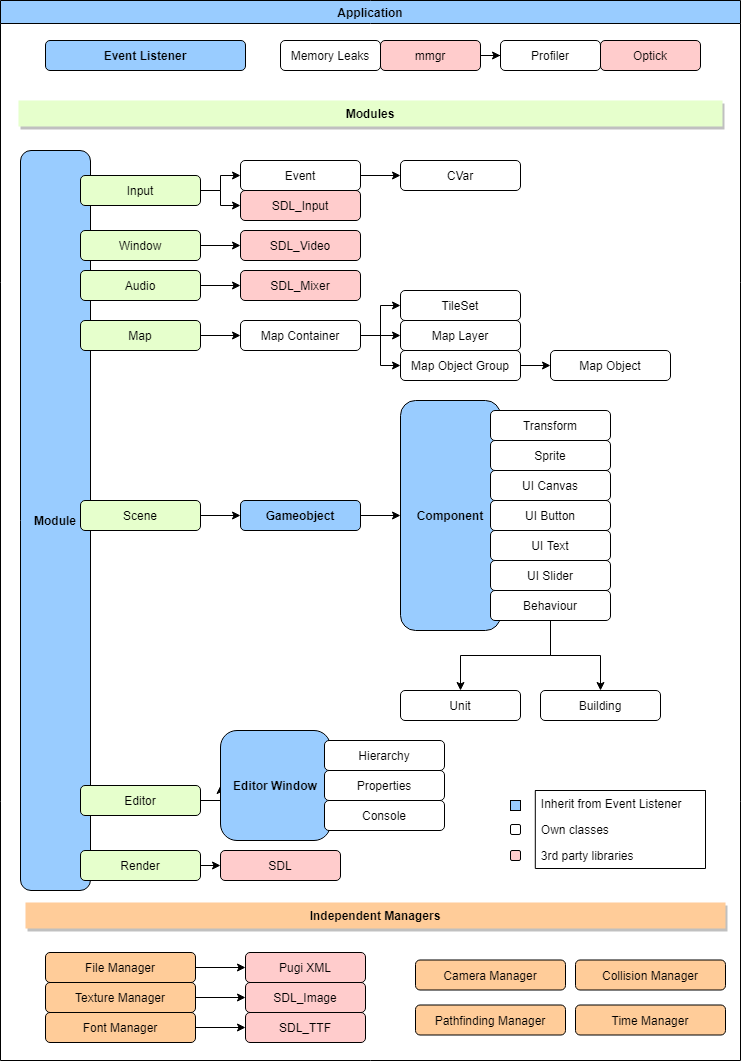 Application
Event Listener
Memory Leaks
mmgr
Profiler
Optick
Modules
Module
Input
Event
CVar
SDL_Input
Window
SDL_Video
Audio
SDL_Mixer
Map
Map Container
TileSet
Map Layer
Map Object Group
Map Object
Scene
Gameobject
Component
Transform
Sprite
UI Canvas
UI Button
UI Text
UI Slider
Behaviour
Unit
Building
Editor
Editor Window
Hierarchy
Properties
Console
Inherit from Event Listener
Own classes
3rd party libraries
Render
SDL
Independent Managers
File Manager
Pugi XML
Texture Manager
SDL_Image
Font Manager
SDL_TTF
Camera Manager
Collision Manager
Pathfinding Manager
Time Manager